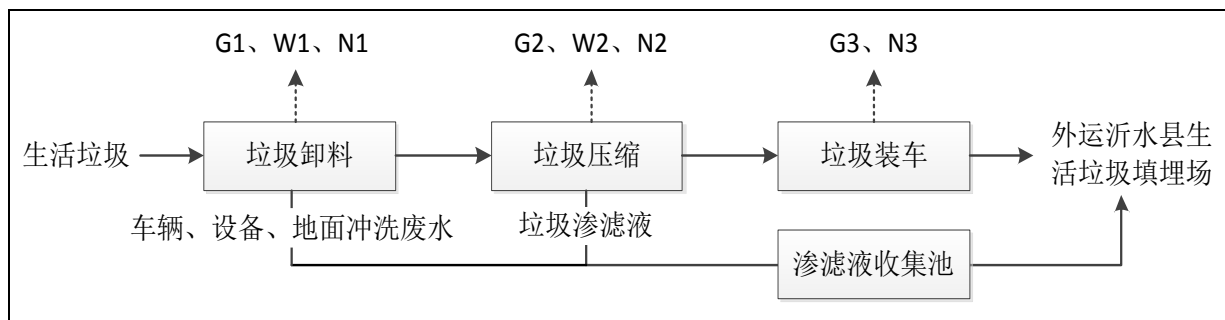 G1、W1、N1
G2、W2、N2
G3、N3
生活垃圾
垃圾卸料
垃圾压缩
垃圾装车
外运沂水县生
活垃圾填埋场
车辆、设备、地面冲洗废水
垃圾渗滤液
渗滤液收集池